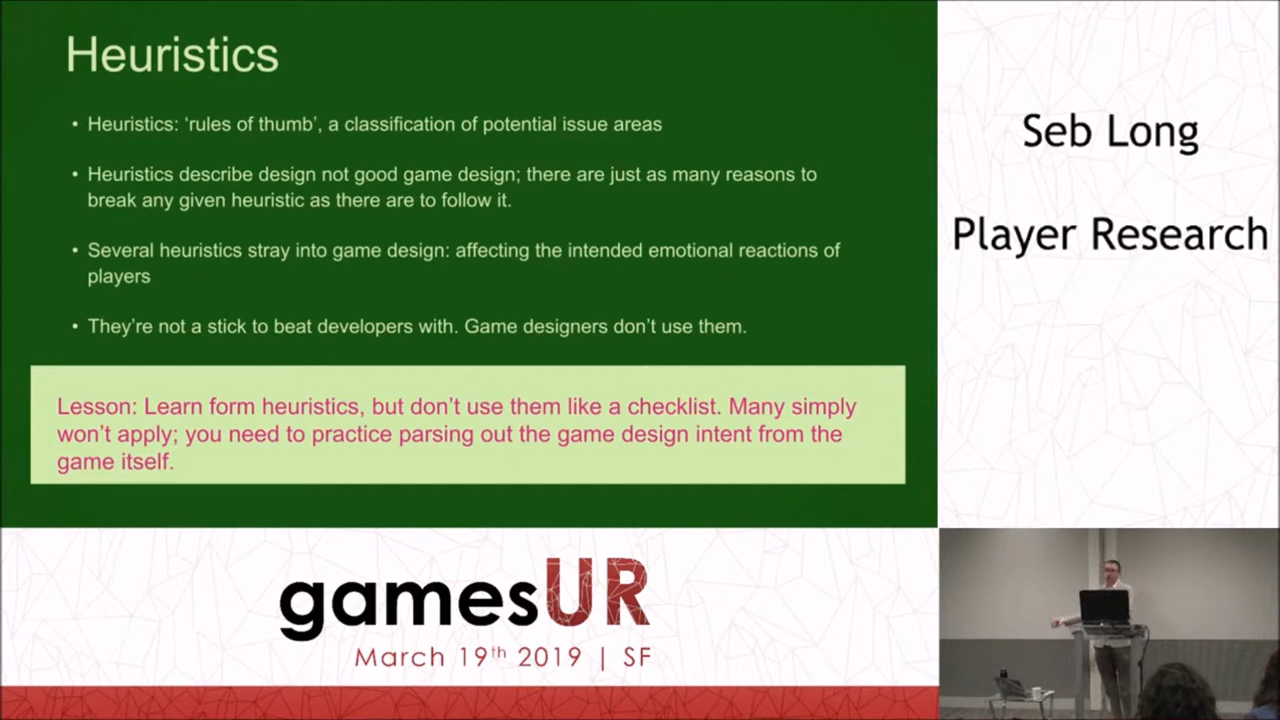 Heuristics
• Heuristics: ‘rules of thumb’, a classification of potential issue areas
• Heuristics describe design not good game design; there are just as many reasons to
break any given heuristic as there are to follow it.
• Several heuristics stray into game design: affecting the intended emotional reactions of
players
• They’re not a stick to beat developers with. Game designers don’t use them.
Lesson: Learn form heuristics, but don’t use them like a checklist. Many simply
won’t apply; you need to practice parsing out the game design intent from the
game itself.
Seb Long
Player Research
gamesUR
March 19th 2019 | SF